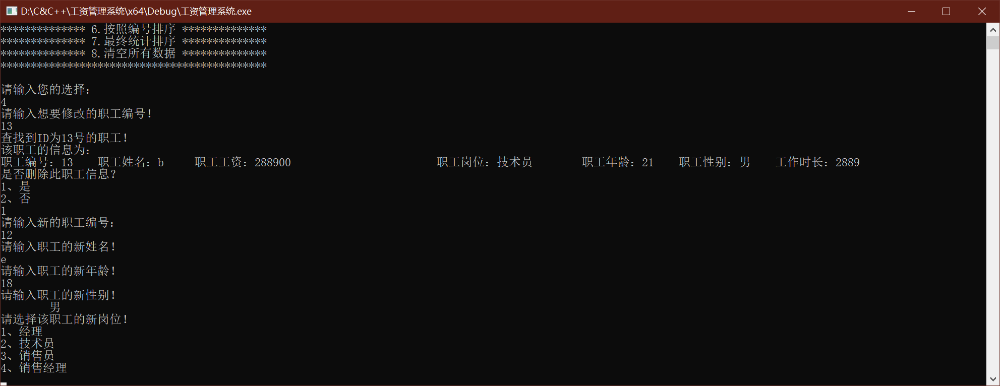 D:\C&C++\工资管理系统\x64\Debug\工资管理系统.exe
************** 6.按照编号排序 **************
************** 7.最终统计排序 **************
************** 8.清空所有数据 **************
********************************************
请输入您的选择：
4
请输入想要修改的职工编号！
13
查找到ID为13号的职工！
该职工的信息为：
职工编号：13    职工姓名：b     职工工资：288900                        职工岗位：技术员        职工年龄：21    职工性别：男    工作时长：2889
是否删除此职工信息？
1、是
2、否
1
请输入新的职工编号：
12
请输入职工的新姓名！
e
请输入职工的新年龄！
18
请输入职工的新性别！
        男
请选择该职工的新岗位！
1、经理
2、技术员
3、销售员
4、销售经理